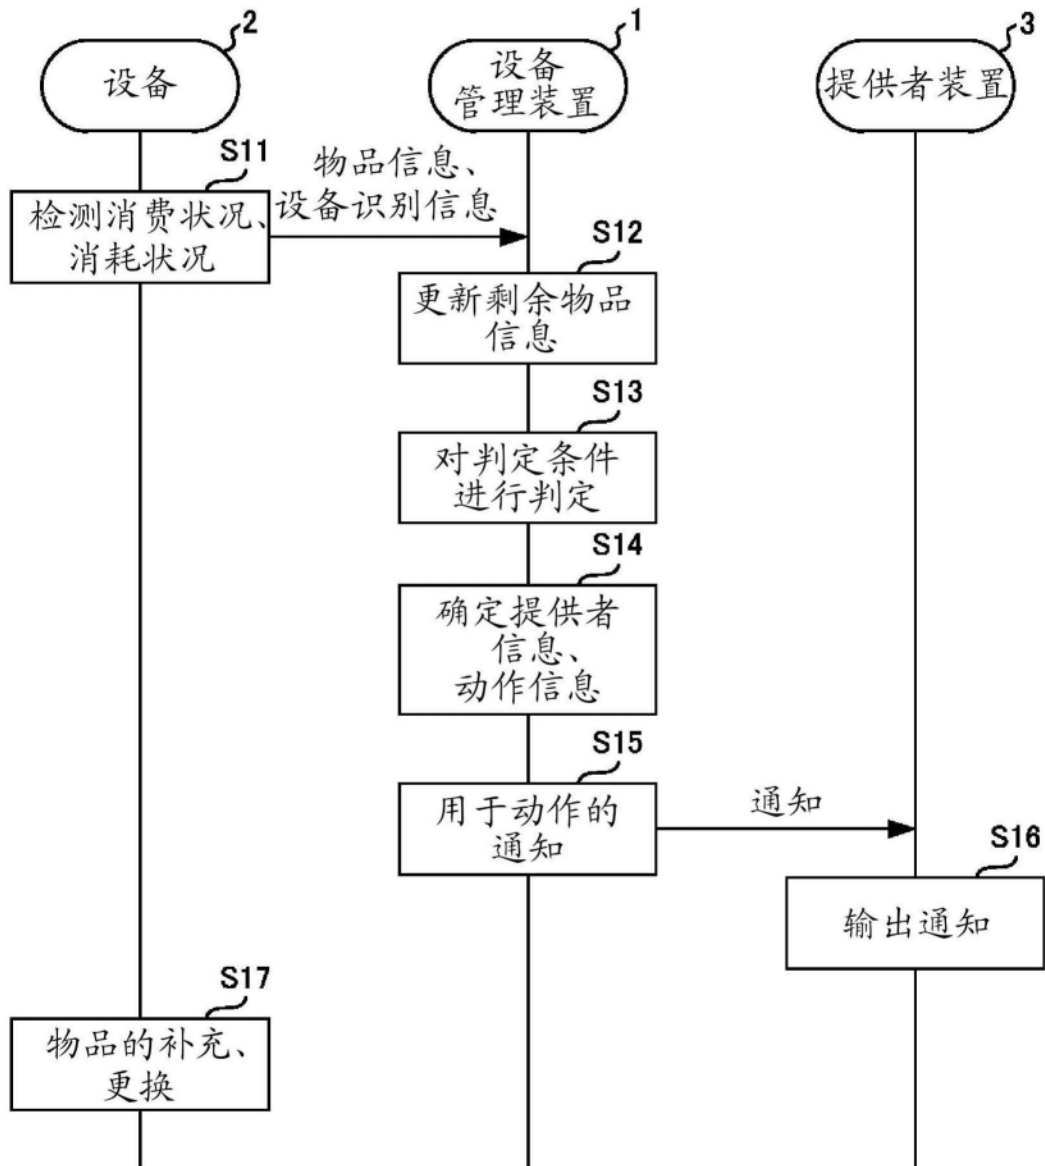 2
设备
1
设备
管理装置
3
提供者装置
S11
检测消费状况、
消耗状况
物品信息、
设备识别信息
S12
更新剩余物品
信息
S13
对判定条件
进行判定
S14
确定提供者
信息、
动作信息
S15
用于动作的
通知
通知
S16
输出通知
S17
物品的补充、
更换